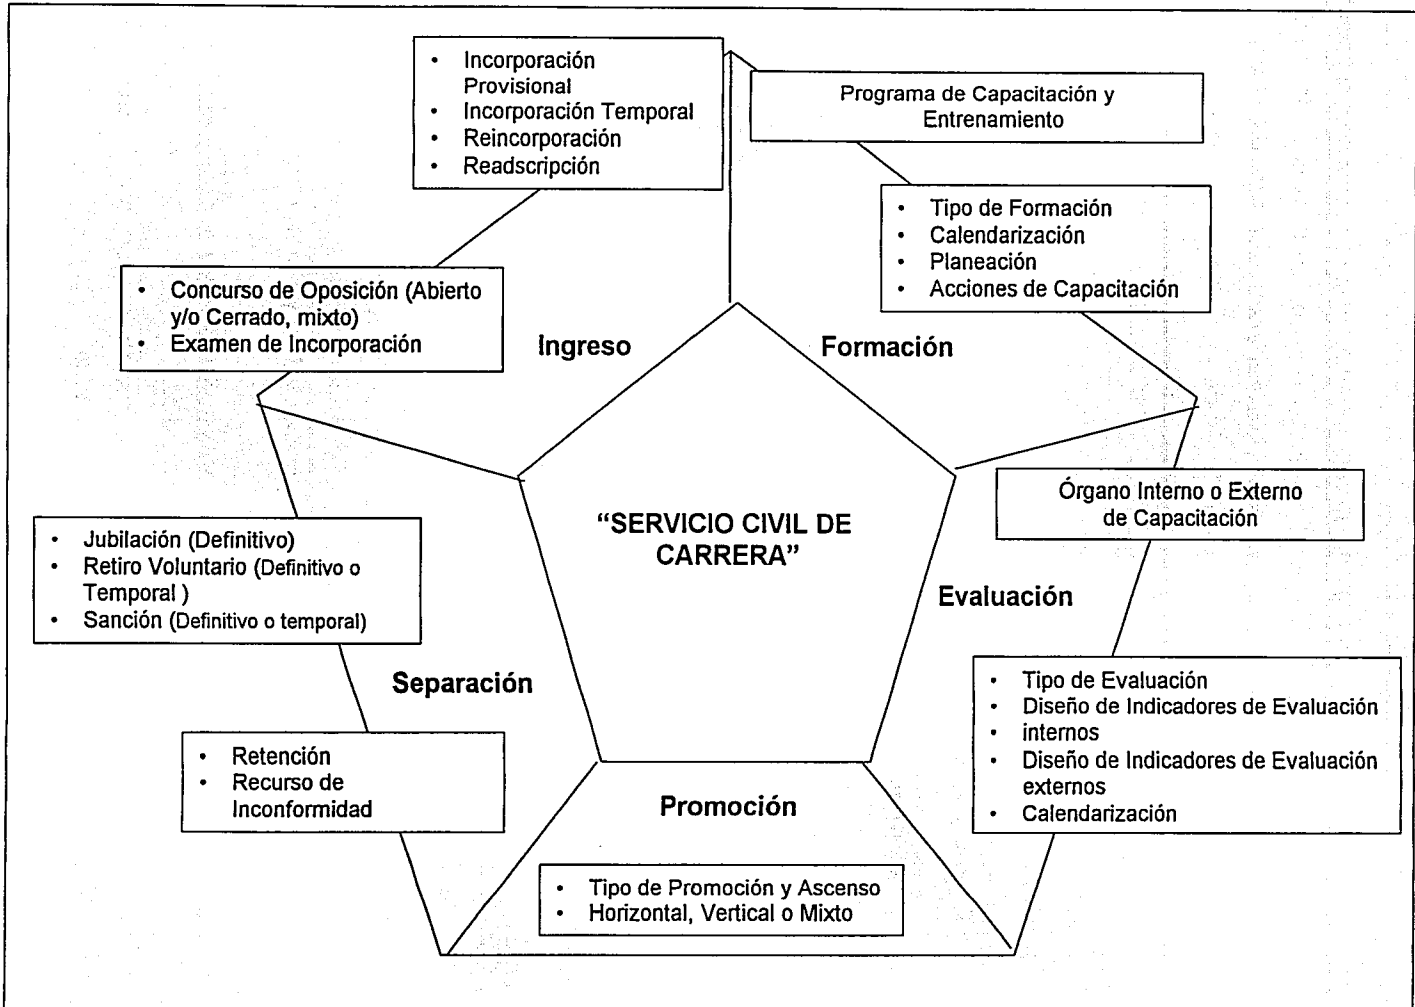 • Incorporación
Provisional
• Incorporación Temporal
• Reincorporación
• Readscripción
Programa de Capacitación y
Entrenamiento
• Tipo de Formación
• Calendarización
• Planeación
• Acciones de Capacitación
• Concurso de Oposición (Abierto
y/o Cerrado, mixto)
• Examen de Incorporación
Ingreso
Formación
Órgano Interno o Externo
de Capacitación
“SERVICIO CIVIL DE
CARRERA”
• Jubilación (Definitivo)
• Retiro Voluntario (Definitivo o
Temporal )
• Sanción (Definitivo o temporal)
Evaluación
Separación
• Tipo de Evaluación
• Diseño de Indicadores de Evaluación
• internos
• Diseño de Indicadores de Evaluación
externos
• Calendarización
• Retención
• Recurso de
Inconformidad
Promoción
• Tipo de Promoción y Ascenso
• Horizontal, Vertical o Mixto